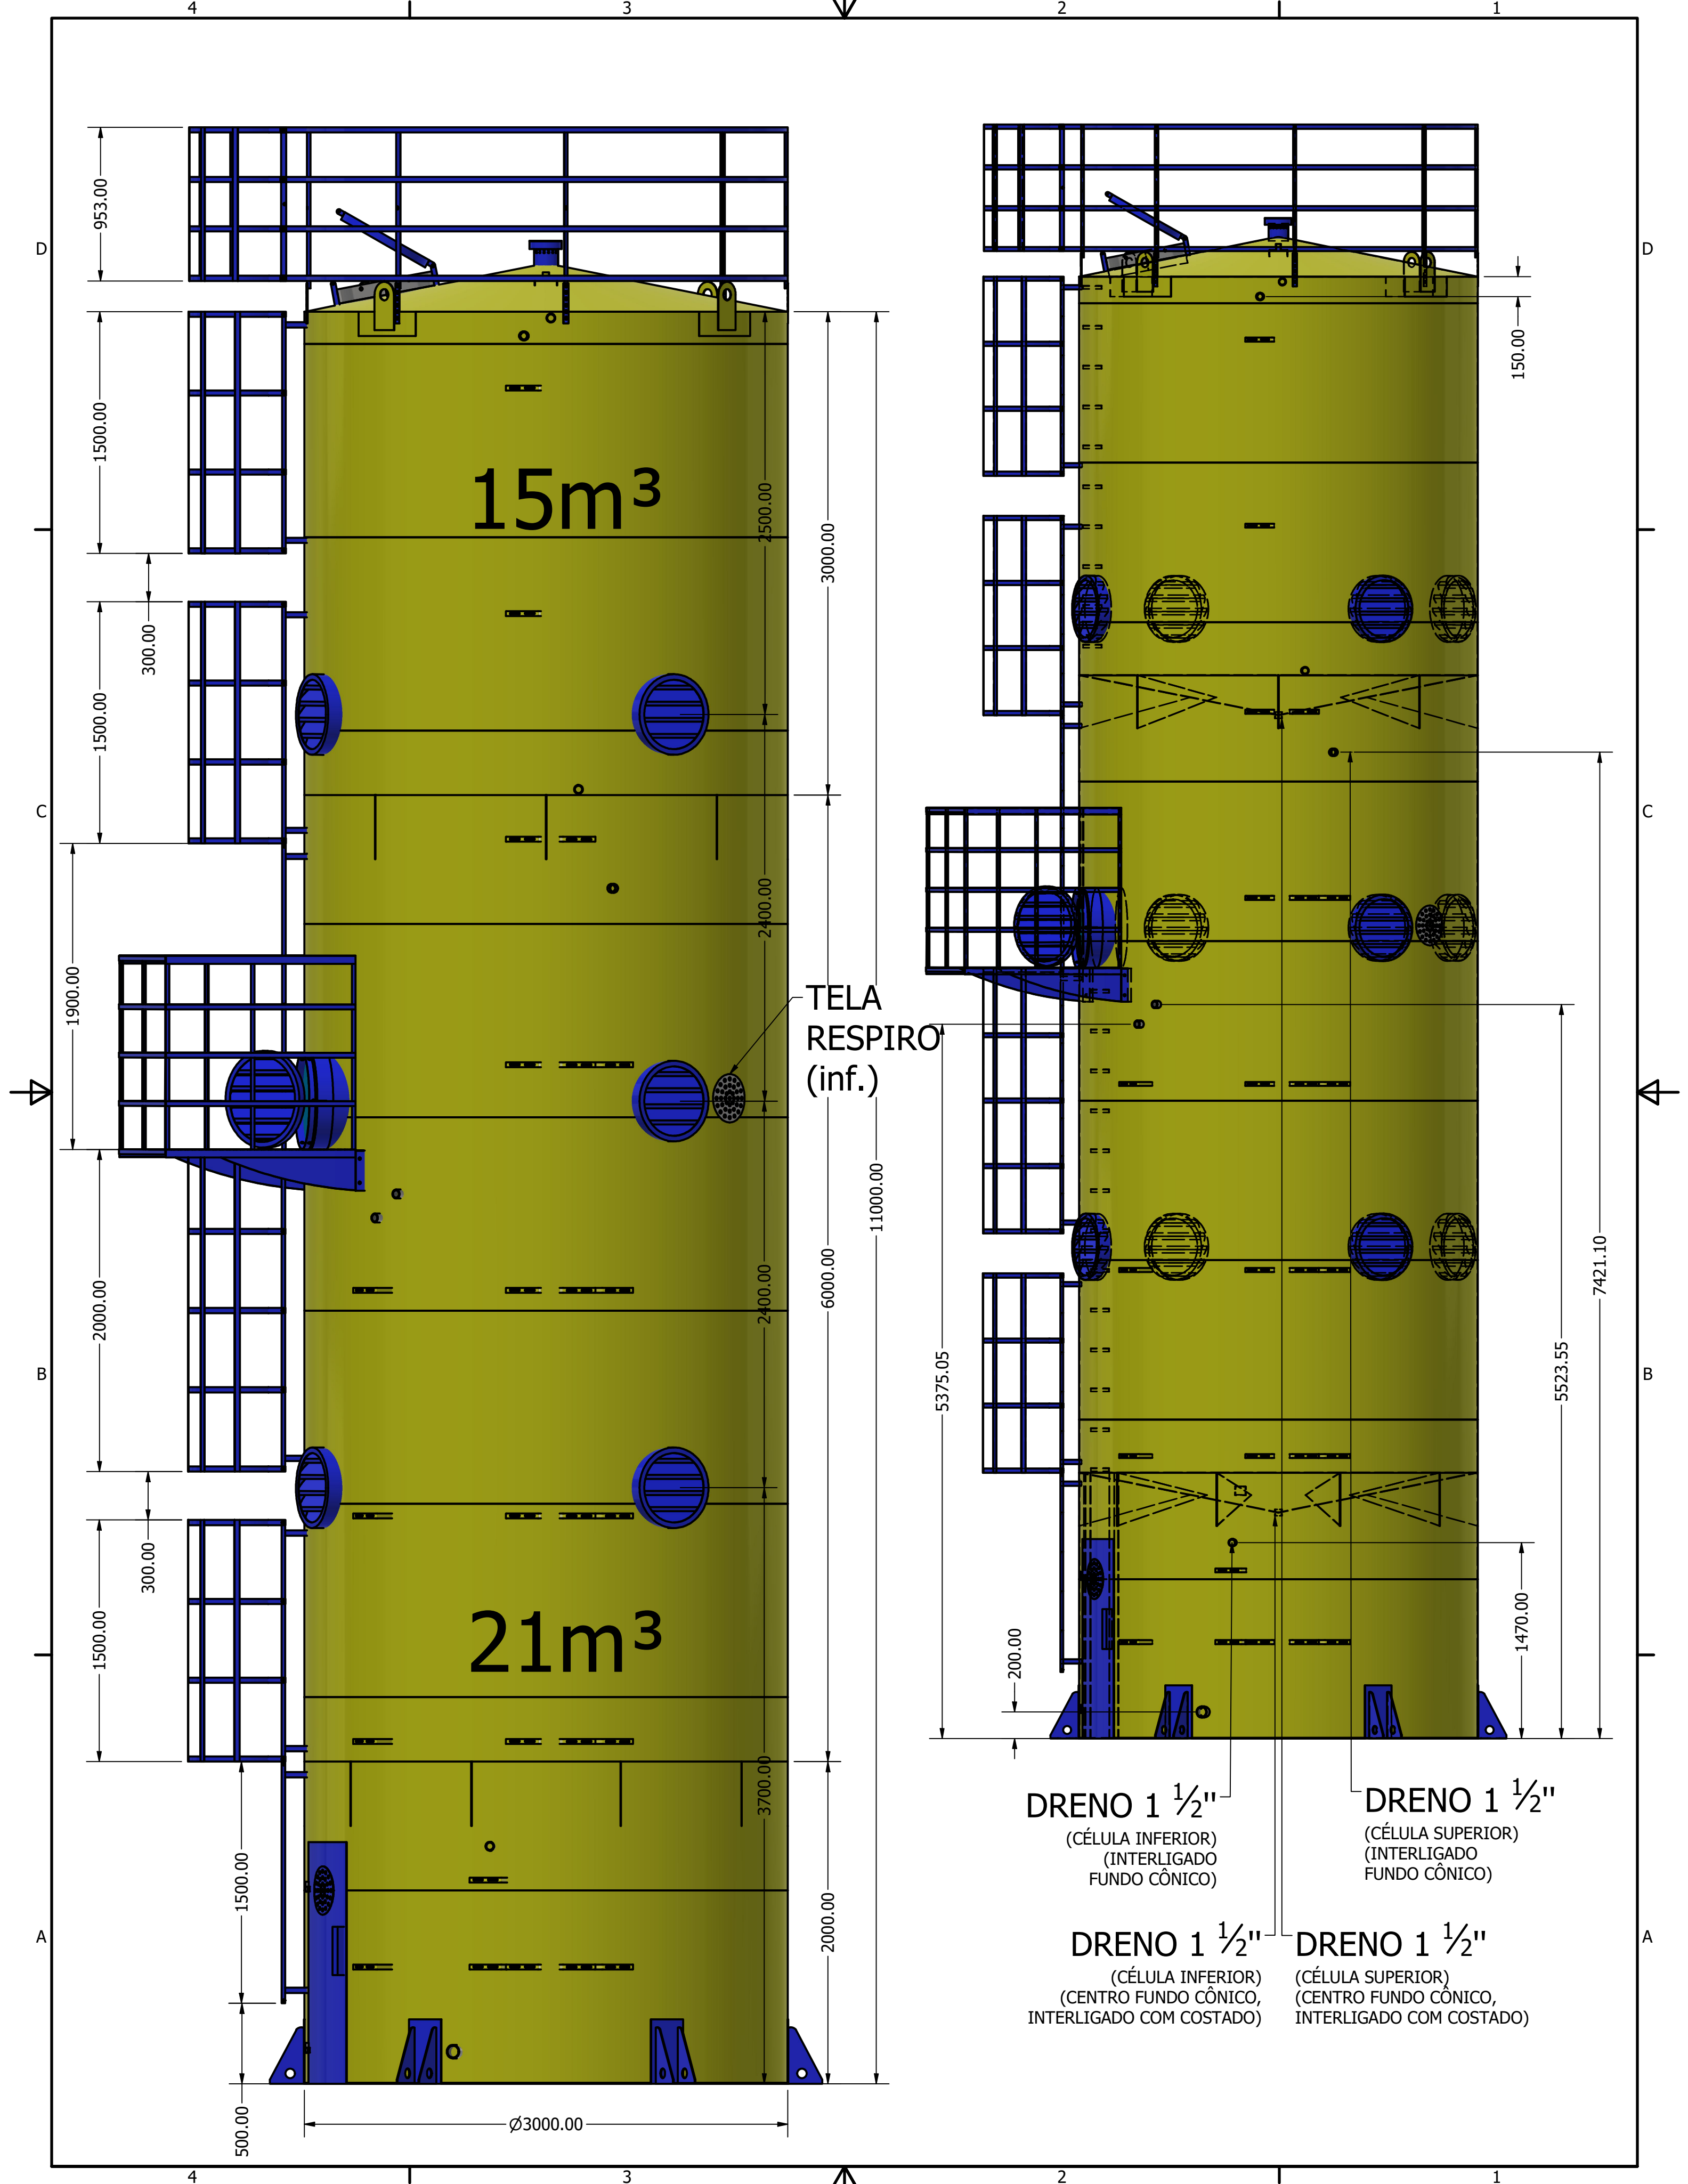 4 3 2 1
D
D
C
C
B
B
A
A
953.00
1500.00
300.00
1500.00
1900.00
2000.00
300.00
1500.00
1500.00
500.00
15m³
21m³
2500.00
2400.00
2400.00
3700.00
3000.00
6000.00
2000.00
11000.00
Ø3000.00
TELA
RESPIRO
(inf.)
150.00
7421.10
5523.55
5375.05
1470.00
200.00
DRENO 1 ½"
(CÉLULA INFERIOR)
(INTERLIGADO
FUNDO CÔNICO)
DRENO 1 ½"
(CÉLULA SUPERIOR)
(INTERLIGADO
FUNDO CÔNICO)
DRENO 1 ½"
(CÉLULA INFERIOR)
(CENTRO FUNDO CÔNICO,
INTERLIGADO COM COSTADO)
DRENO 1 ½"
(CÉLULA SUPERIOR)
(CENTRO FUNDO CÔNICO,
INTERLIGADO COM COSTADO)
4 3 2 1